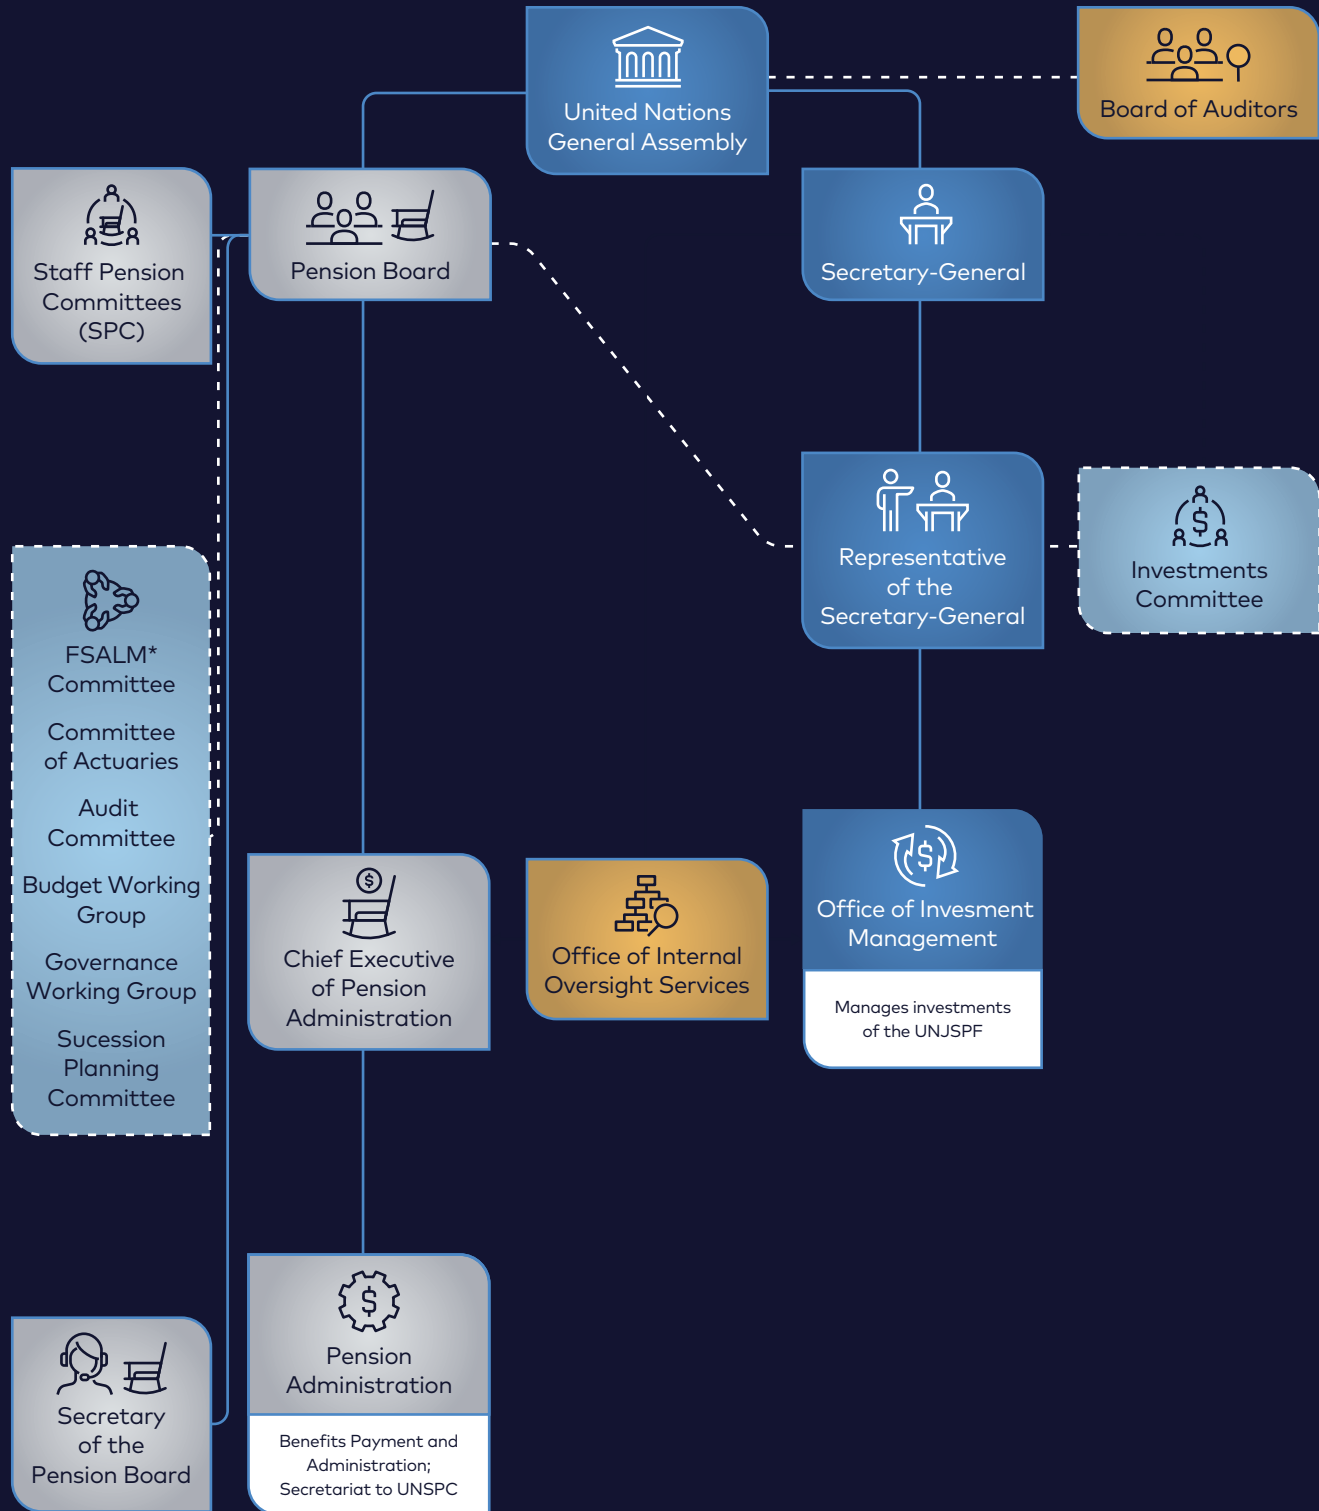 United Nations
General Assembly
Board of Auditors
Staff Pension
Committees
(SPC)
Pension Board
Secretary-General
Representative
of the
Secretary-General
Investments
Committee
FSALM*
Committee
Committee
of Actuaries
Audit
Committee
Budget Working
Group
Governance
Working Group
Sucession
Planning
Committee
Chief Executive
of Pension
Administration
Office of Internal
Oversight Services
Office of Invesment
Management
Manages investments
of the UNJSPF
Secretary
of the
Pension Board
Pension
Administration
Benefits Payment and
Administration;
Secretariat to UNSPC